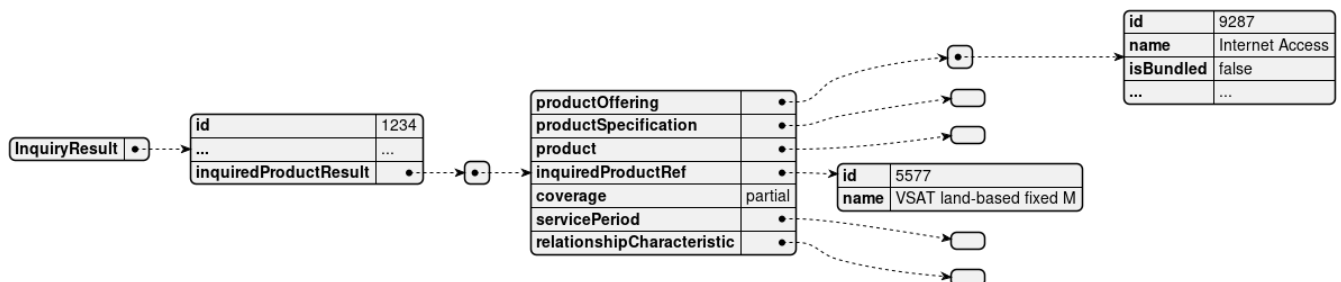 InquiryResult
id 1234
... ...
inquiredProductResult
productOffering
productSpecification
product
inquiredProductRef
coverage partial
servicePeriod
relationshipCharacteristic
id 9287
name Internet Access
isBundled false
... ...
id 5577
name VSAT land-based fixed M